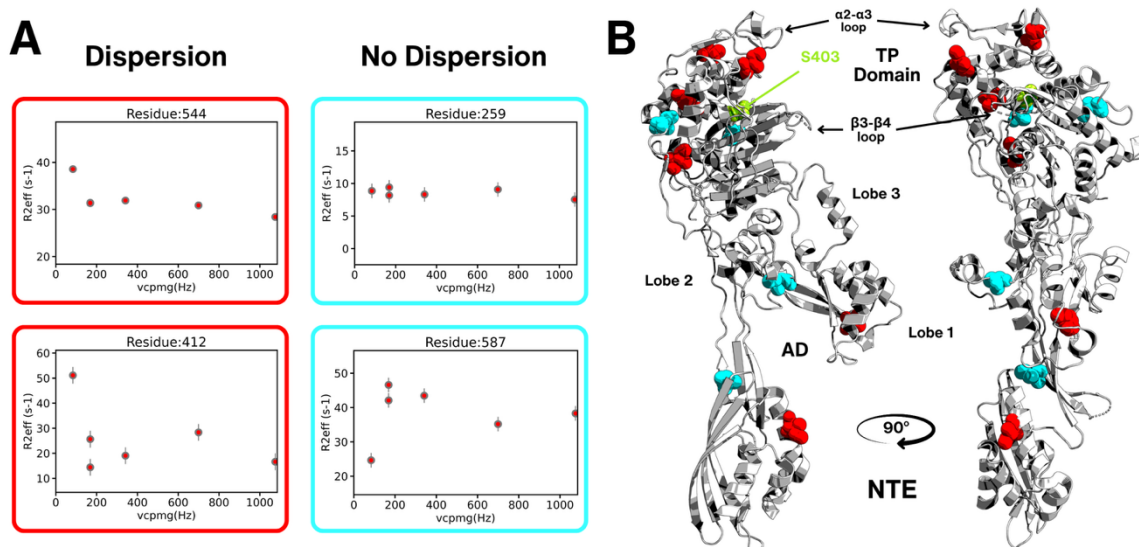 A
Dispersion
No Dispersion
Residue:544
R2eff (s-1)
40
30
20
0 200 400 600 800 1000
vcpmg(Hz)
Residue:259
R2eff (s-1)
15
10
5
0
0 200 400 600 800 1000
vcpmg(Hz)
Residue:412
R2eff (s-1)
60
50
40
30
20
10
0 200 400 600 800 1000
vcpmg(Hz)
Residue:587
R2eff (s-1)
50
40
30
20
0 200 400 600 800 1000
vcpmg(Hz)
B
α2-α3
loop
S403
TP
Domain
β3-β4
loop
Lobe 3
Lobe 2
Lobe 1
AD
90°
NTE